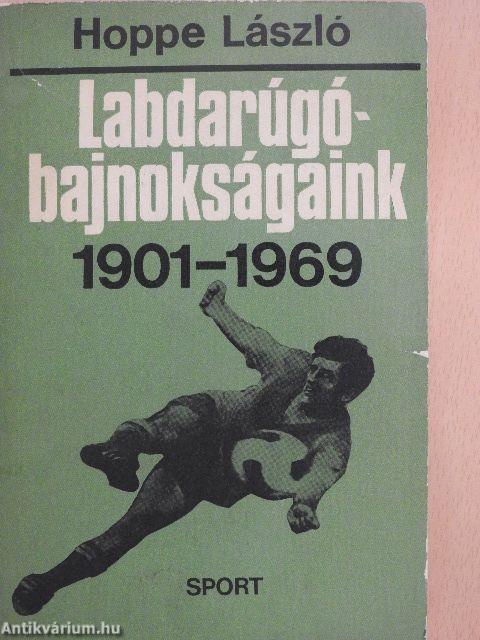 Hoppe László
Labdarúgó-
bajnokságaink
1901–1969
SPORT
Antikvárium.hu